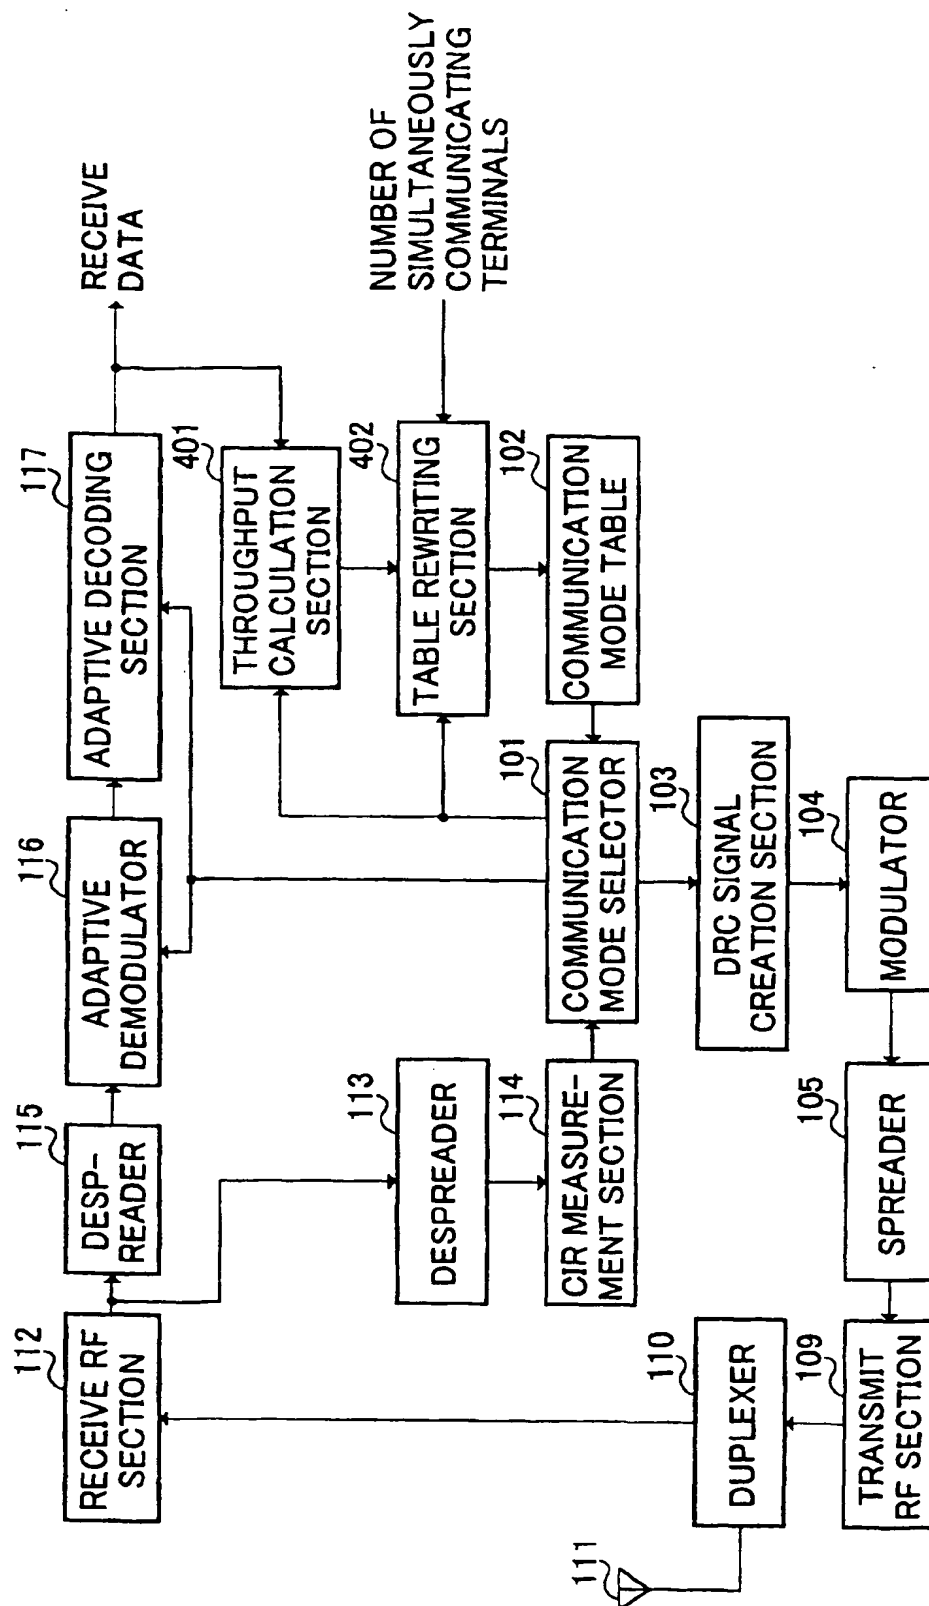 112
RECEIVE RF
SECTION
115
DESP-
READER
116
ADAPTIVE
DEMODULATOR
117
ADAPTIVE DECODING
SECTION
RECEIVE
DATA
401
THROUGHPUT
CALCULATION
SECTION
113
DESPREADER
402
TABLE REWRITING
SECTION
NUMBER OF
SIMULTANEOUSLY
COMMUNICATING
TERMINALS
114
CIR MEASURE-
MENT SECTION
101
COMMUNICATION
MODE SELECTOR
102
COMMUNICATION
MODE TABLE
111
110
DUPLEXER
103
DRC SIGNAL
CREATION SECTION
109
TRANSMIT
RF SECTION
105
SPREADER
104
MODULATOR